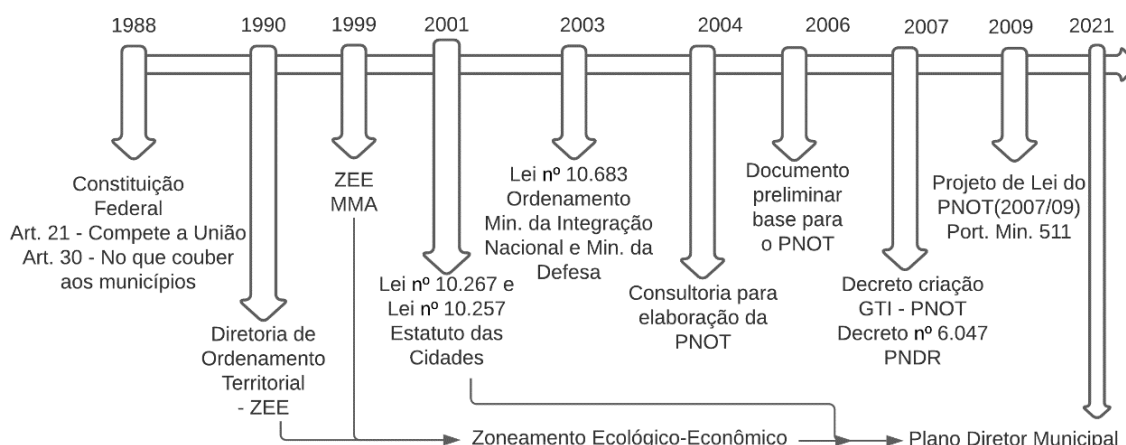 1988
1990
1999
2001
2003
2004
2006
2007
2009
2021
Constituição
Federal
Art. 21 - Compete a União
Art. 30 - No que couber
aos municípios
Diretoria de
Ordenamento
Territorial
- ZEE
ZEE
MMA
Lei nº 10.267 e
Lei nº 10.257
Estatuto das
Cidades
Lei nº 10.683
Ordenamento
Min. da Integração
Nacional e Min. da
Defesa
Consultoria para
elaboração da
PNOT
Documento
preliminar
base para
o PNOT
Decreto criação
GTI - PNOT
Decreto nº 6.047
PNDR
Projeto de Lei do
PNOT(2007/09)
Port. Min. 511
Zoneamento Ecológico-Econômico
Plano Diretor Municipal